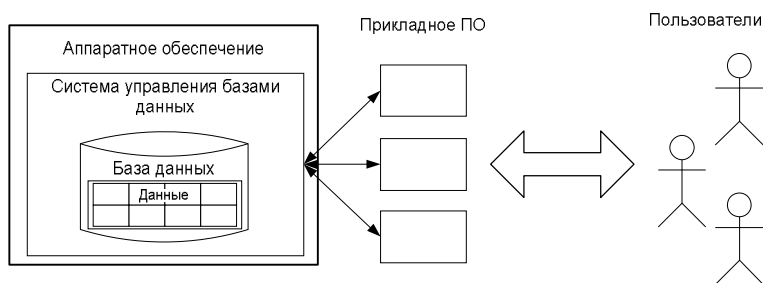 Аппаратное обеспечение
Система управления базами
данных
База данных
Данные
Прикладное ПО
Пользователи